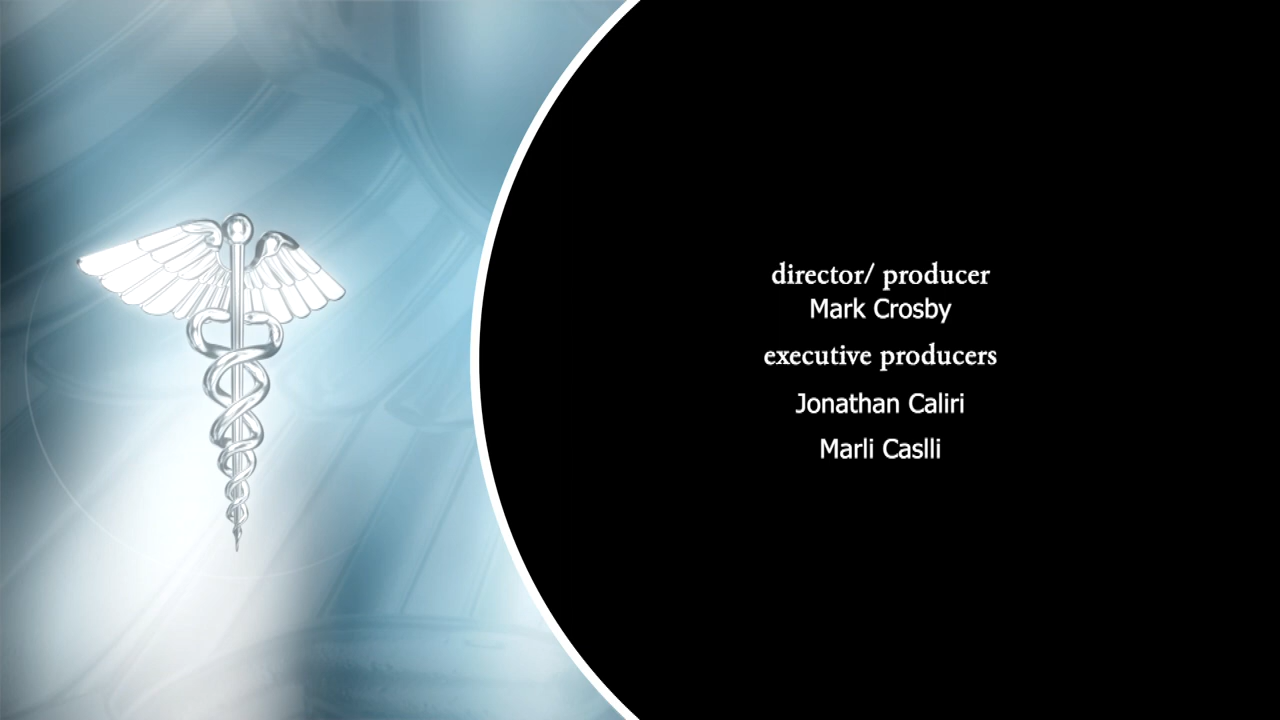 director/ producer
Mark Crosby
executive producers
Jonathan Caliri
Marli Caslli